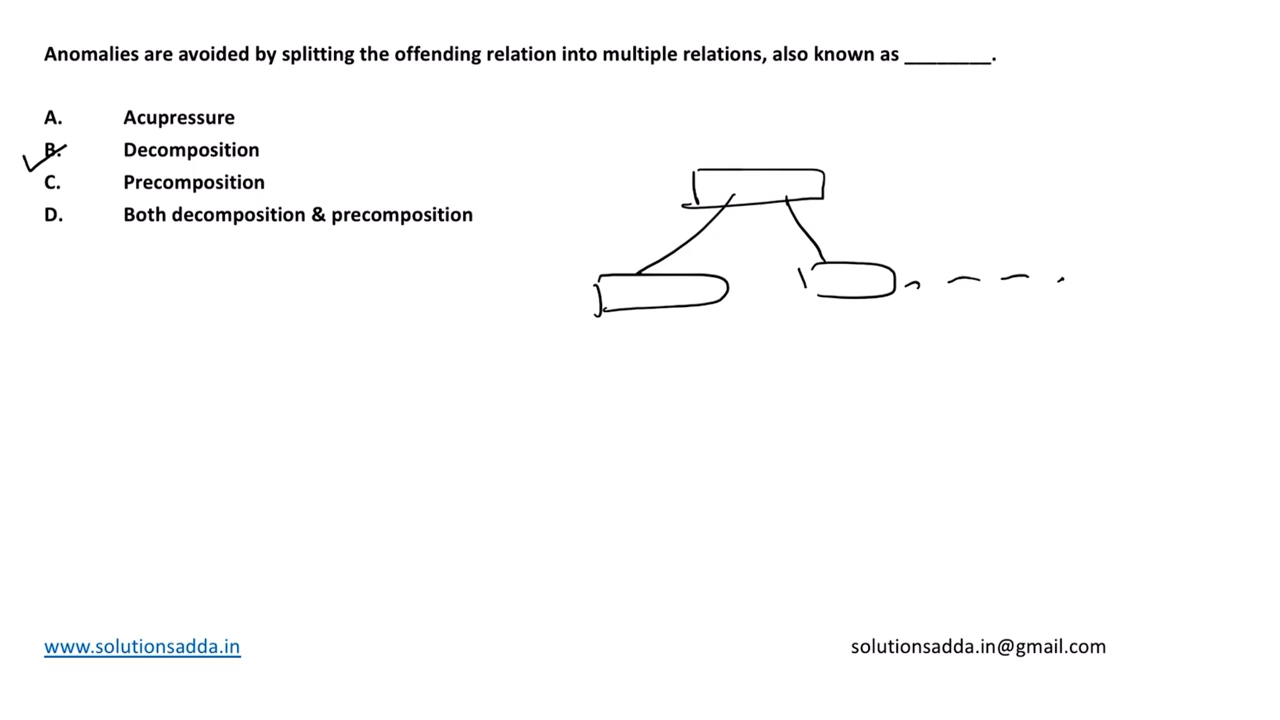 Anomalies are avoided by splitting the offending relation into multiple relations, also known as ________.
A. Acupressure
B. Decomposition
C. Precomposition
D. Both decomposition & precomposition
www.solutionsadda.in
solutionsadda.in@gmail.com